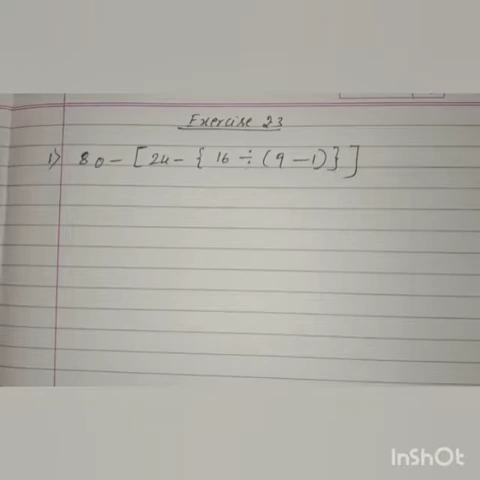 Exercise 23
1) 80 - [24 - { 16 ÷ (9 - 1) } ]
InShOt